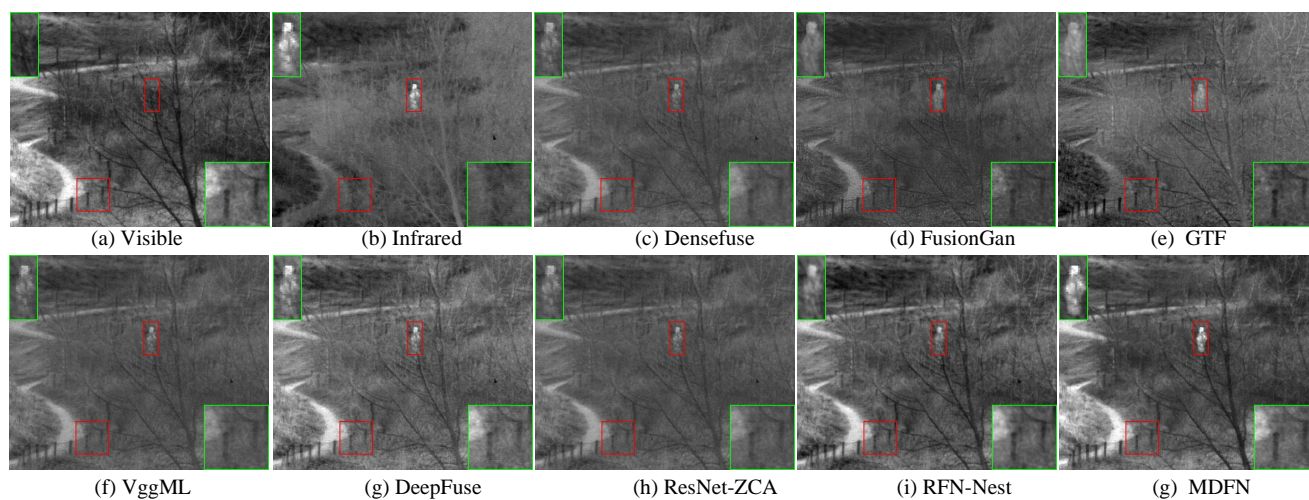 (a) Visible
(b) Infrared
(c) Densefuse
(d) FusionGan
(e) GTF
(f) VggML
(g) DeepFuse
(h) ResNet-ZCA
(i) RFN-Nest
(g) MDFN